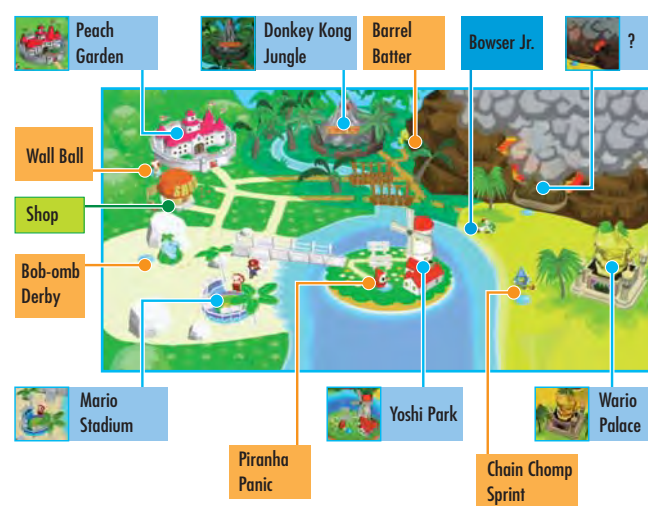 Peach
Garden
Donkey Kong
Jungle
Barrel
Batter
Bowser Jr.
?
Wall Ball
Shop
Bob-omb
Derby
Mario
Stadium
Yoshi Park
Wario
Palace
Piranha
Panic
Chain Chomp
Sprint